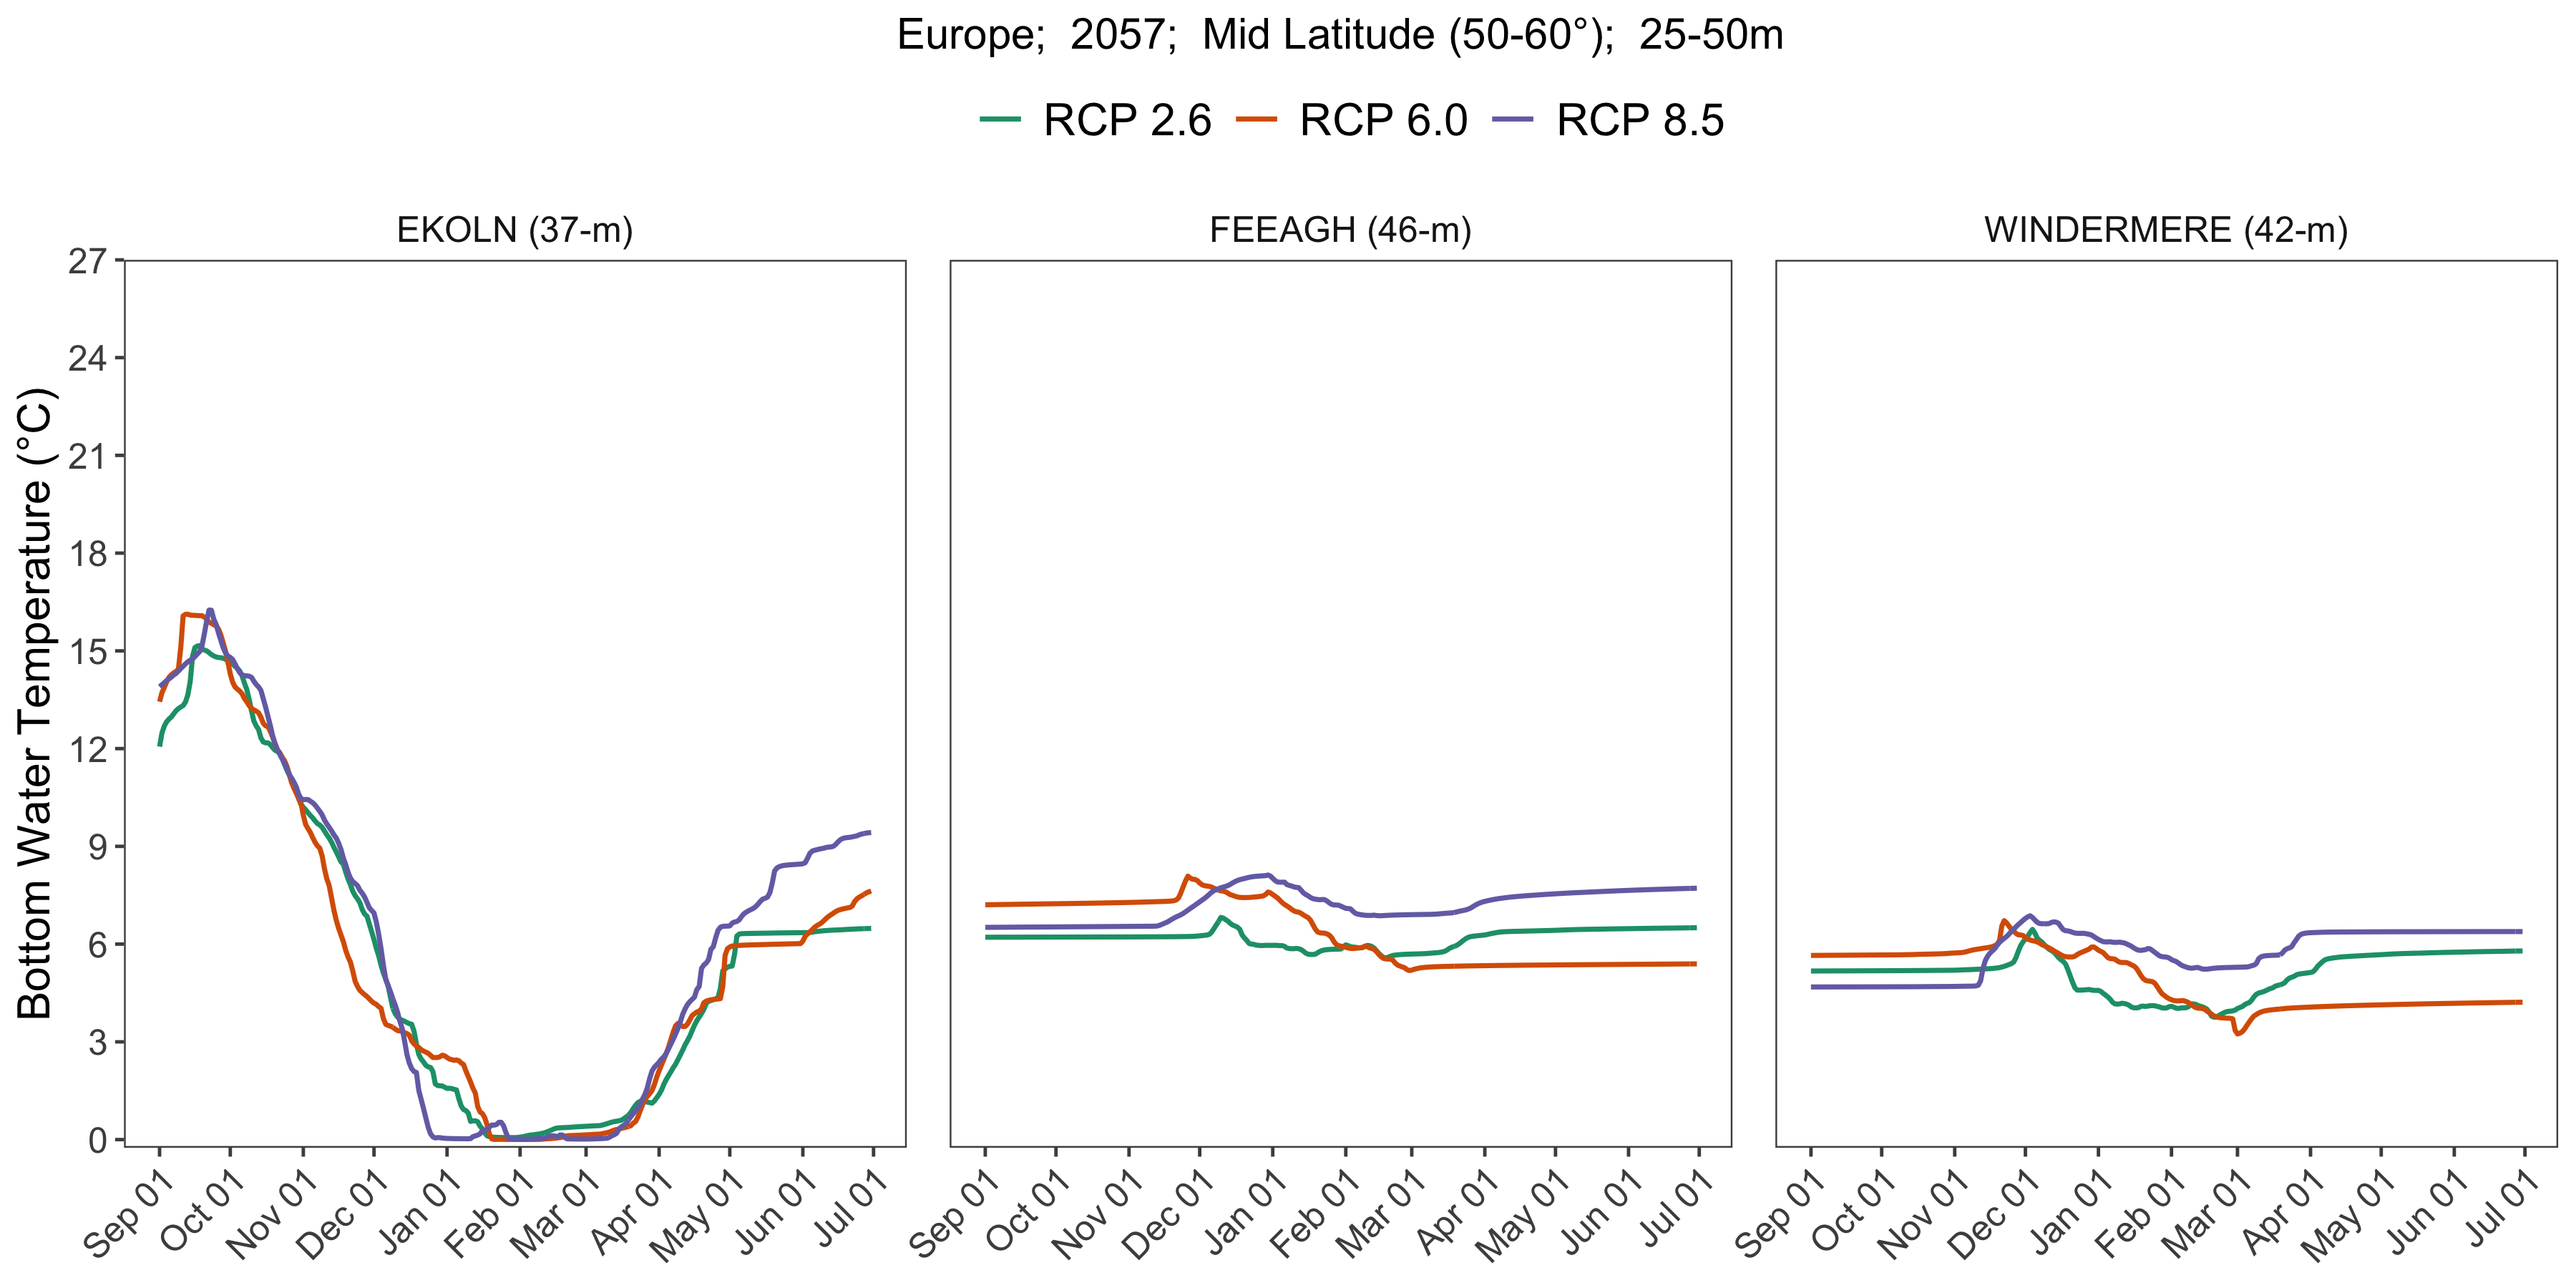 Europe;  2057;  Mid Latitude (50-60°);  25-50m
RCP 2.6 RCP 6.0 RCP 8.5
EKOLN (37-m) FEEAGH (46-m) WINDERMERE (42-m)
Bottom Water Temperature (°C)
27
24
21
18
15
12
9
6
3
0
Sep 01 Oct 01 Nov 01 Dec 01 Jan 01 Feb 01 Mar 01 Apr 01 May 01 Jun 01 Jul 01
Sep 01 Oct 01 Nov 01 Dec 01 Jan 01 Feb 01 Mar 01 Apr 01 May 01 Jun 01 Jul 01
Sep 01 Oct 01 Nov 01 Dec 01 Jan 01 Feb 01 Mar 01 Apr 01 May 01 Jun 01 Jul 01